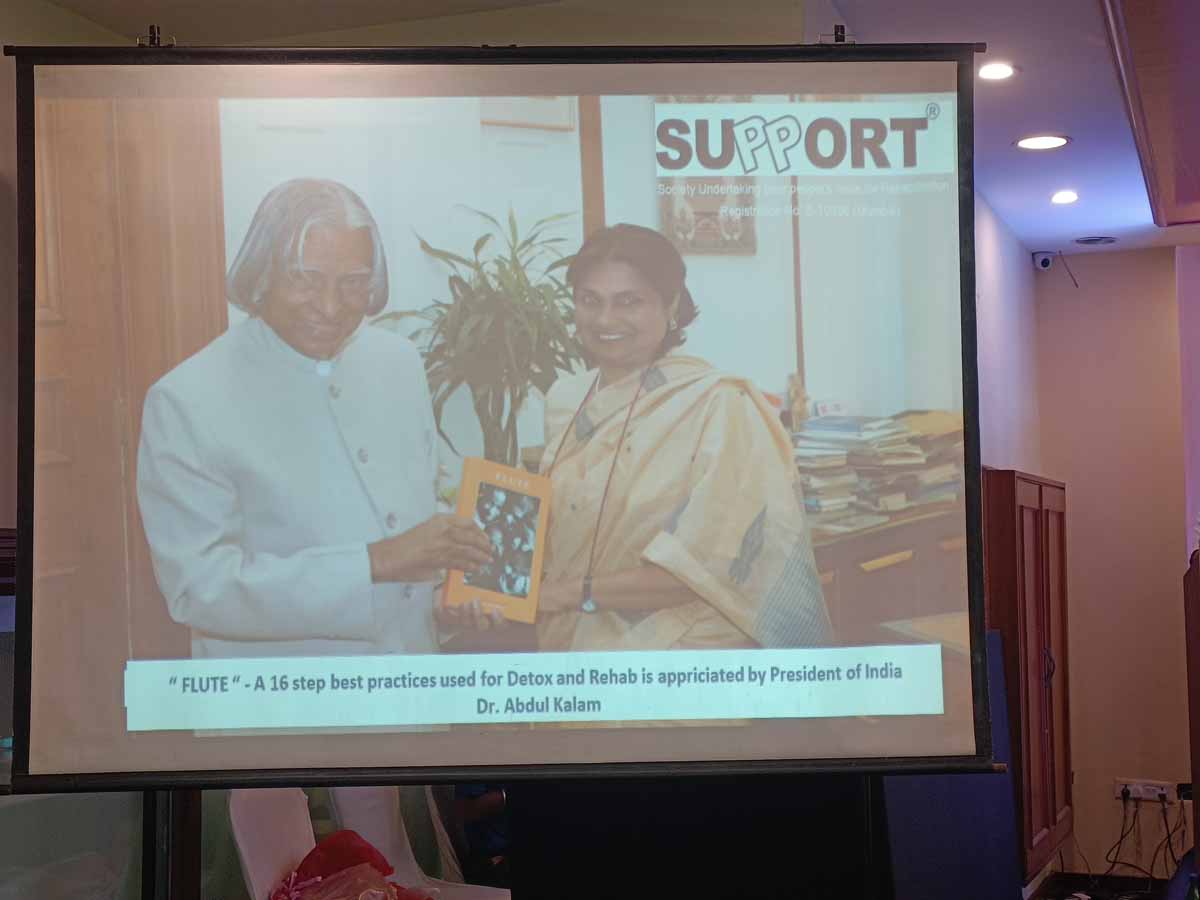 SUPPORT®
Society Undertaking poor people's for Rehabilitation
Registration No.
FLUTE
“ FLUTE “ - A 16 step best practices used for Detox and Rehab is appriciated by President of India
Dr. Abdul Kalam